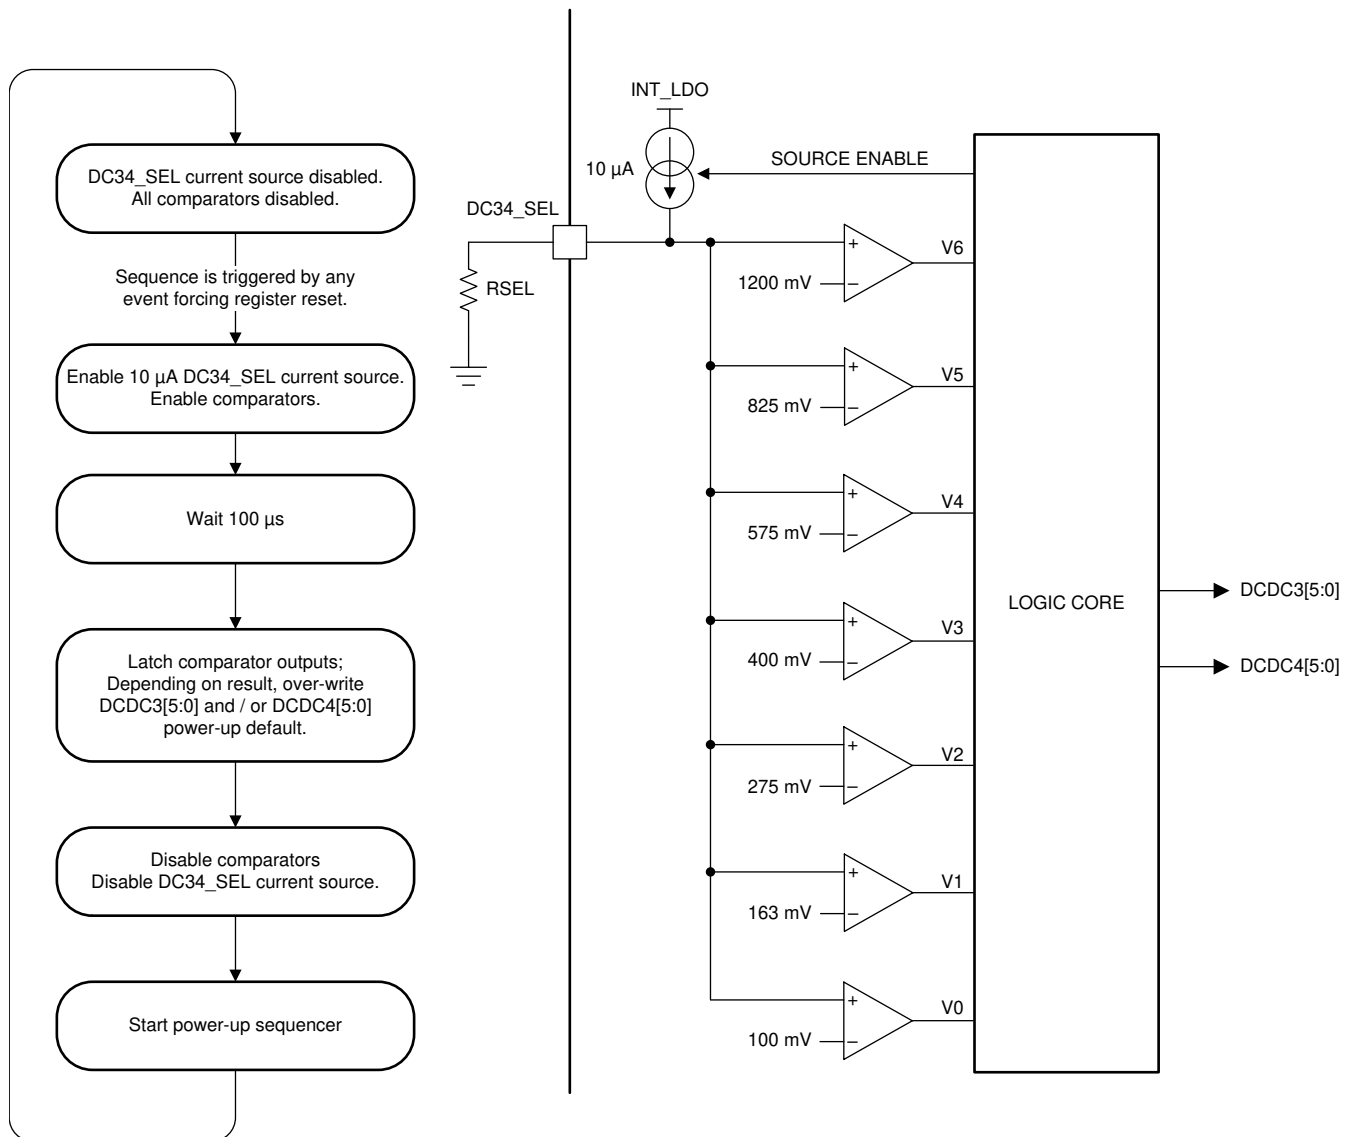 DC34_SEL current source disabled.
All comparators disabled.
Sequence is triggered by any
event forcing register reset.
Enable 10 µA DC34_SEL current source.
Enable comparators.
Wait 100 µs
Latch comparator outputs;
Depending on result, over-write
DCDC3[5:0] and / or DCDC4[5:0]
power-up default.
Disable comparators
Disable DC34_SEL current source.
Start power-up sequencer
INT_LDO
10 µA
SOURCE ENABLE
DC34_SEL
RSEL
+
V6
1200 mV
–
+
V5
825 mV
–
+
V4
575 mV
–
+
V3
400 mV
–
+
V2
275 mV
–
+
V1
163 mV
–
+
V0
100 mV
–
LOGIC CORE
DCDC3[5:0]
DCDC4[5:0]